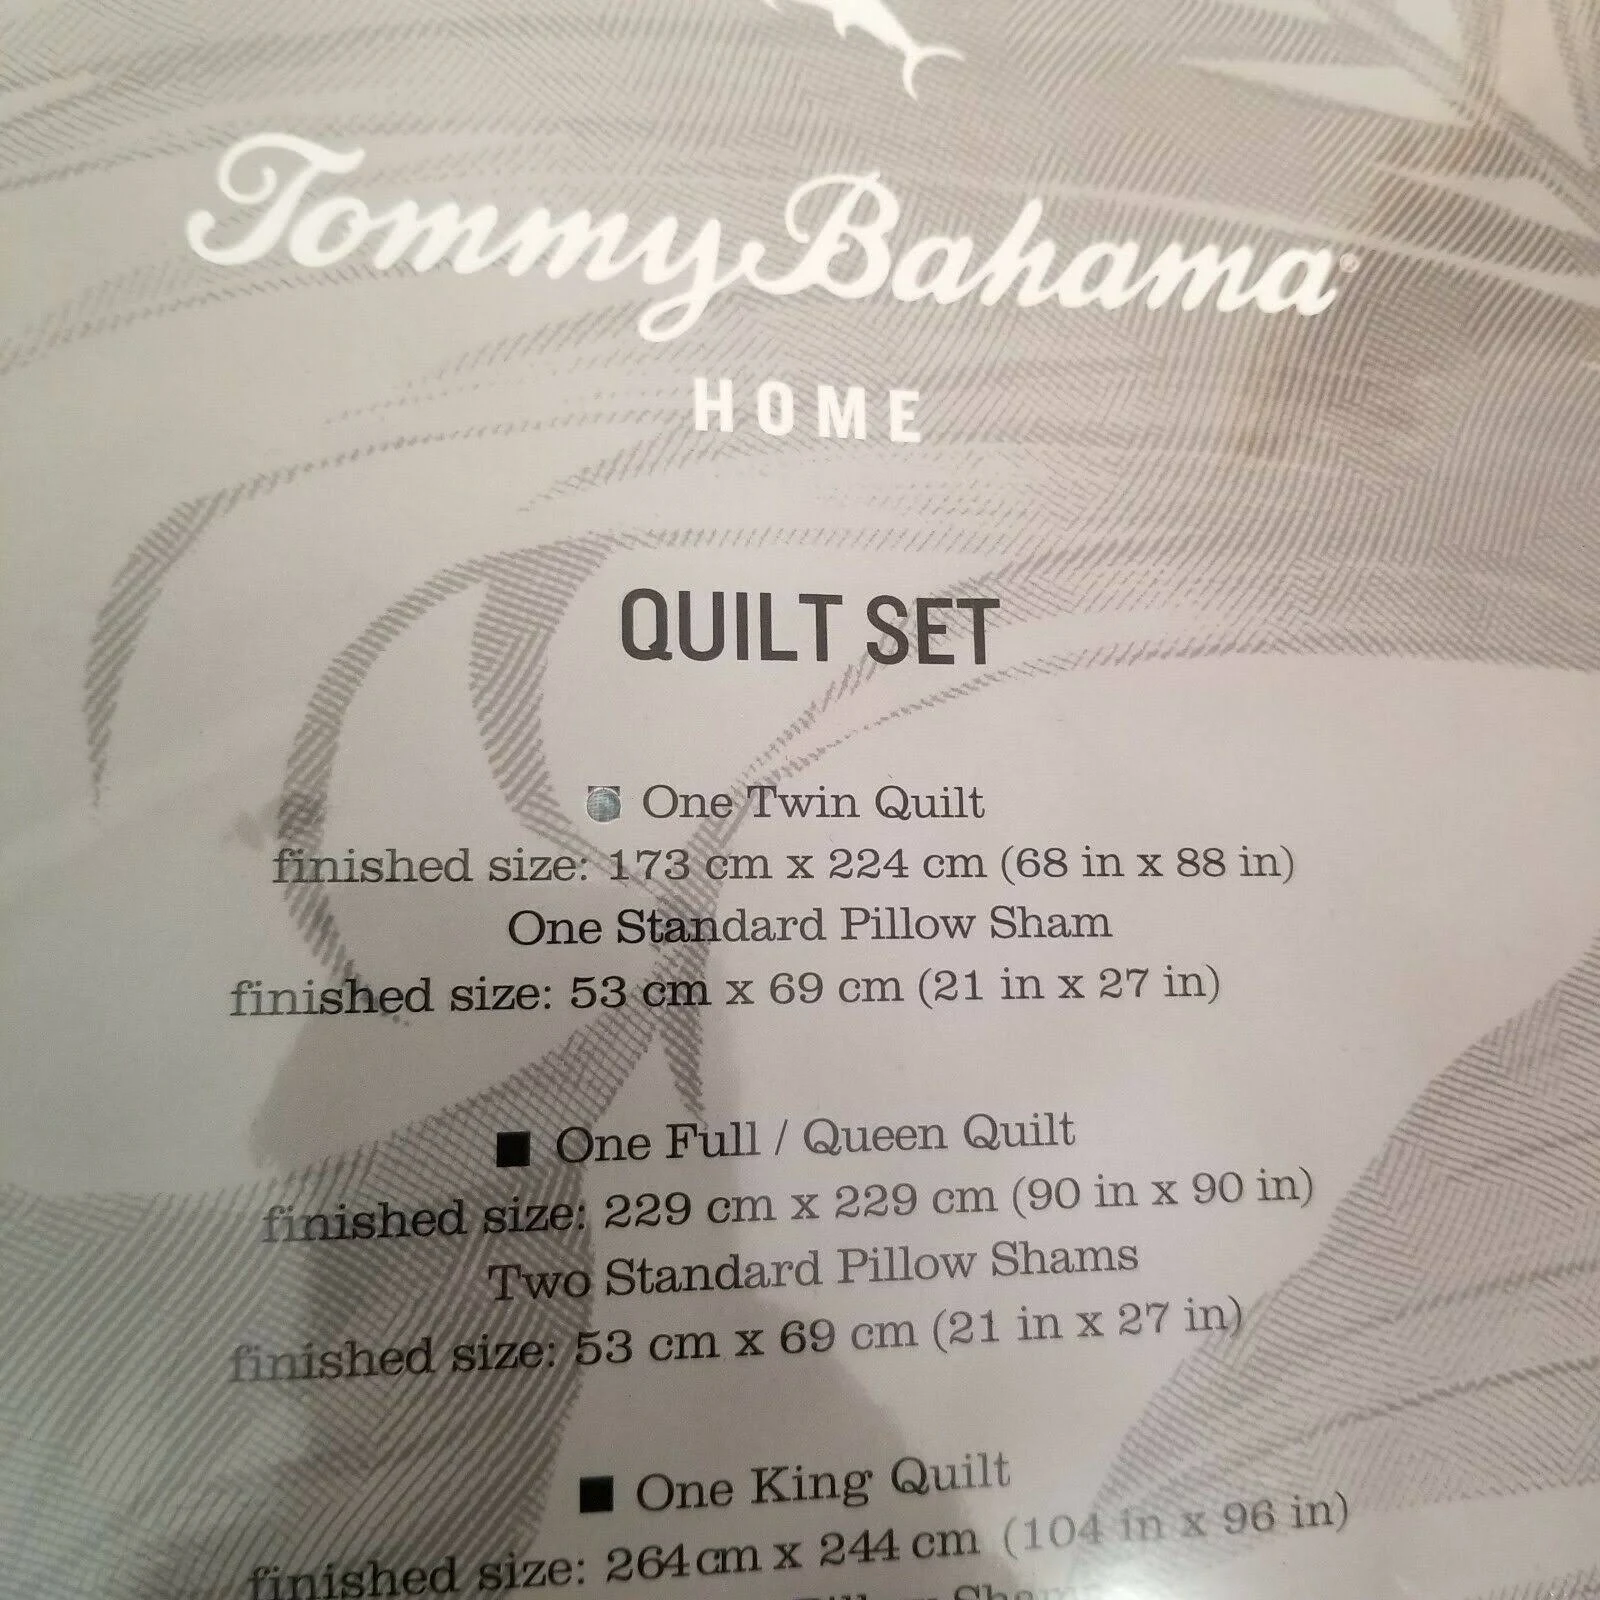 Tommy Bahama®
HOME
QUILT SET
One Twin Quilt
finished size: 173 cm x 224 cm (68 in x 88 in)
One Standard Pillow Sham
finished size: 53 cm x 69 cm (21 in x 27 in)
■ One Full / Queen Quilt
finished size: 229 cm x 229 cm (90 in x 90 in)
Two Standard Pillow Shams
finished size: 53 cm x 69 cm (21 in x 27 in)
■ One King Quilt
finished size: 264 cm x 244 cm (104 in x 96 in)